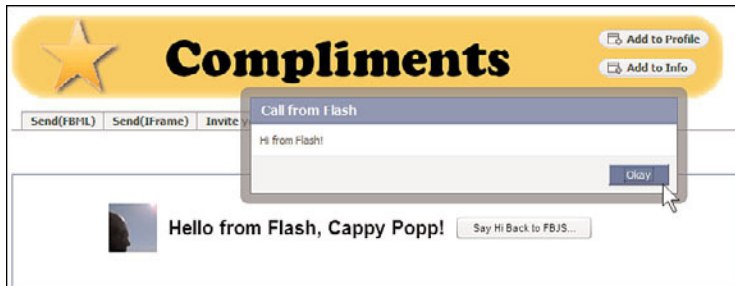 Compliments
Add to Profile
Add to Info
Send(FBML) Send(IFrame) Invite
Call from Flash
Hi from Flash!
Okay
Hello from Flash, Cappy Popp!
Say Hi Back to FBJS...